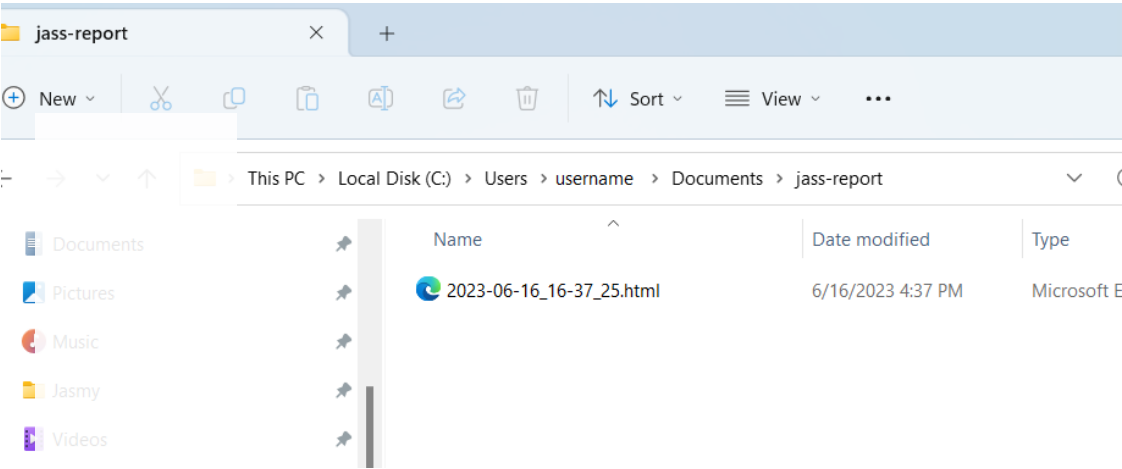 jass-report
New
Sort
View
This PC > Local Disk (C:) > Users > username > Documents > jass-report
Documents
Pictures
Music
Jasmy
Videos
Name Date modified Type
2023-06-16_16-37_25.html 6/16/2023 4:37 PM Microsoft E